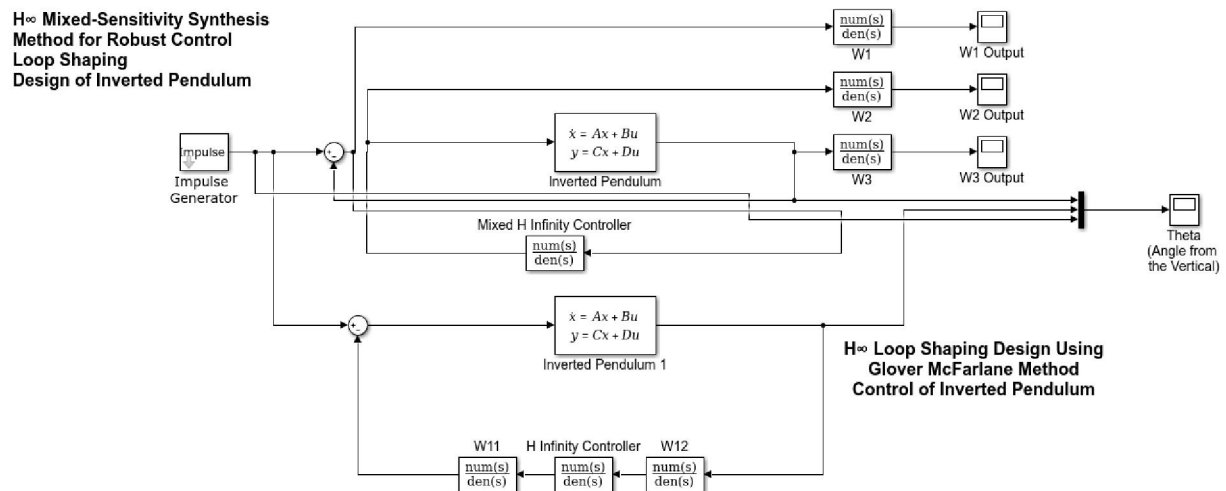 H∞ Mixed-Sensitivity Synthesis
Method for Robust Control
Loop Shaping
Design of Inverted Pendulum
num(s)
den(s)
W1
W1 Output
num(s)
den(s)
W2
W2 Output
Impulse
Impulse
Generator
+
−
ẋ = Ax + Bu
y = Cx + Du
Inverted Pendulum
num(s)
den(s)
W3
W3 Output
Mixed H Infinity Controller
num(s)
den(s)
Theta
(Angle from
the Vertical)
+
−
ẋ = Ax + Bu
y = Cx + Du
Inverted Pendulum 1
H∞ Loop Shaping Design Using
Glover McFarlane Method
Control of Inverted Pendulum
W11
num(s)
den(s)
H Infinity Controller
num(s)
den(s)
W12
num(s)
den(s)